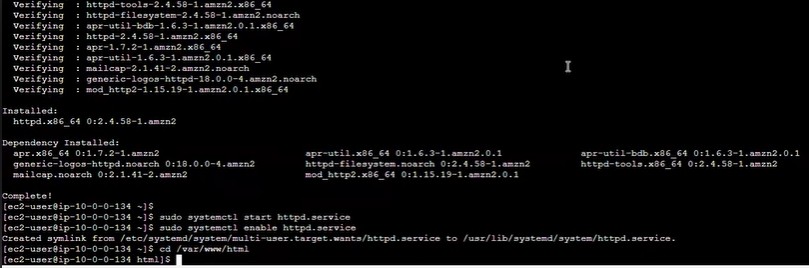 Verifying  : httpd-tools-2.4.58-1.amzn2.x86_64
Verifying  : httpd-filesystem-2.4.58-1.amzn2.noarch
Verifying  : apr-util-bdb-1.6.3-1.amzn2.0.1.x86_64
Verifying  : httpd-2.4.58-1.amzn2.x86_64
Verifying  : apr-1.7.2-1.amzn2.x86_64
Verifying  : apr-util-1.6.3-1.amzn2.0.1.x86_64
Verifying  : mailcap-2.1.41-2.amzn2.noarch
Verifying  : generic-logos-httpd-18.0.0-4.amzn2.noarch
Verifying  : mod_http2-1.15.19-1.amzn2.0.1.x86_64
Installed:
httpd.x86_64 0:2.4.58-1.amzn2
Dependency Installed:
apr.x86_64 0:1.7.2-1.amzn2 apr-util.x86_64 0:1.6.3-1.amzn2.0.1 apr-util-bdb.x86_64 0:1.6.3-1.amzn2.0.1
generic-logos-httpd.noarch 0:18.0.0-4.amzn2 httpd-filesystem.noarch 0:2.4.58-1.amzn2 httpd-tools.x86_64 0:2.4.58-1.amzn2
mailcap.noarch 0:2.1.41-2.amzn2 mod_http2.x86_64 0:1.15.19-1.amzn2.0.1
Complete!
[ec2-user@ip-10-0-0-134 ~]$
[ec2-user@ip-10-0-0-134 ~]$ sudo systemctl start httpd.service
[ec2-user@ip-10-0-0-134 ~]$ sudo systemctl enable httpd.service
Created symlink from /etc/systemd/system/multi-user.target.wants/httpd.service to /usr/lib/systemd/system/httpd.service.
[ec2-user@ip-10-0-0-134 ~]$ cd /var/www/html
[ec2-user@ip-10-0-0-134 html]$